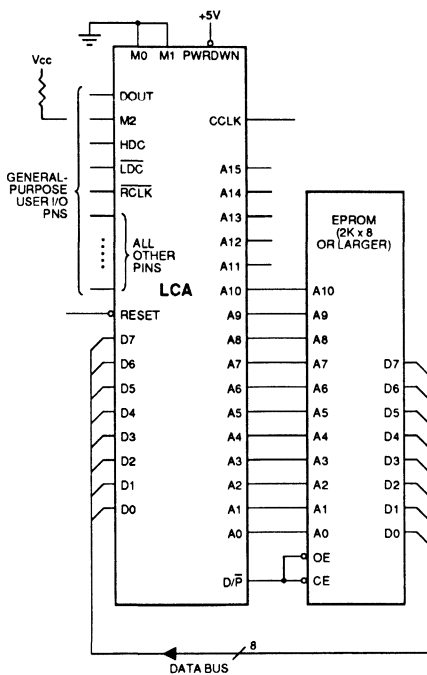 +5V
M0 M1 PWRDWN
Vcc
DOUT
M2
HDC
LDC
RCLK
GENERAL-
PURPOSE
USER I/O
PNS
ALL
OTHER
PINS
LCA
RESET
D7
D6
D5
D4
D3
D2
D1
D0
CCLK
A15
A14
A13
A12
A11
A10
A9
A8
A7
A6
A5
A4
A3
A2
A1
A0
D/P
EPROM
(2K x 8
OR LARGER)
A10
A9
A8
A7
A6
A5
A4
A3
A2
A1
A0
OE
CE
D7
D6
D5
D4
D3
D2
D1
D0
8
DATA BUS